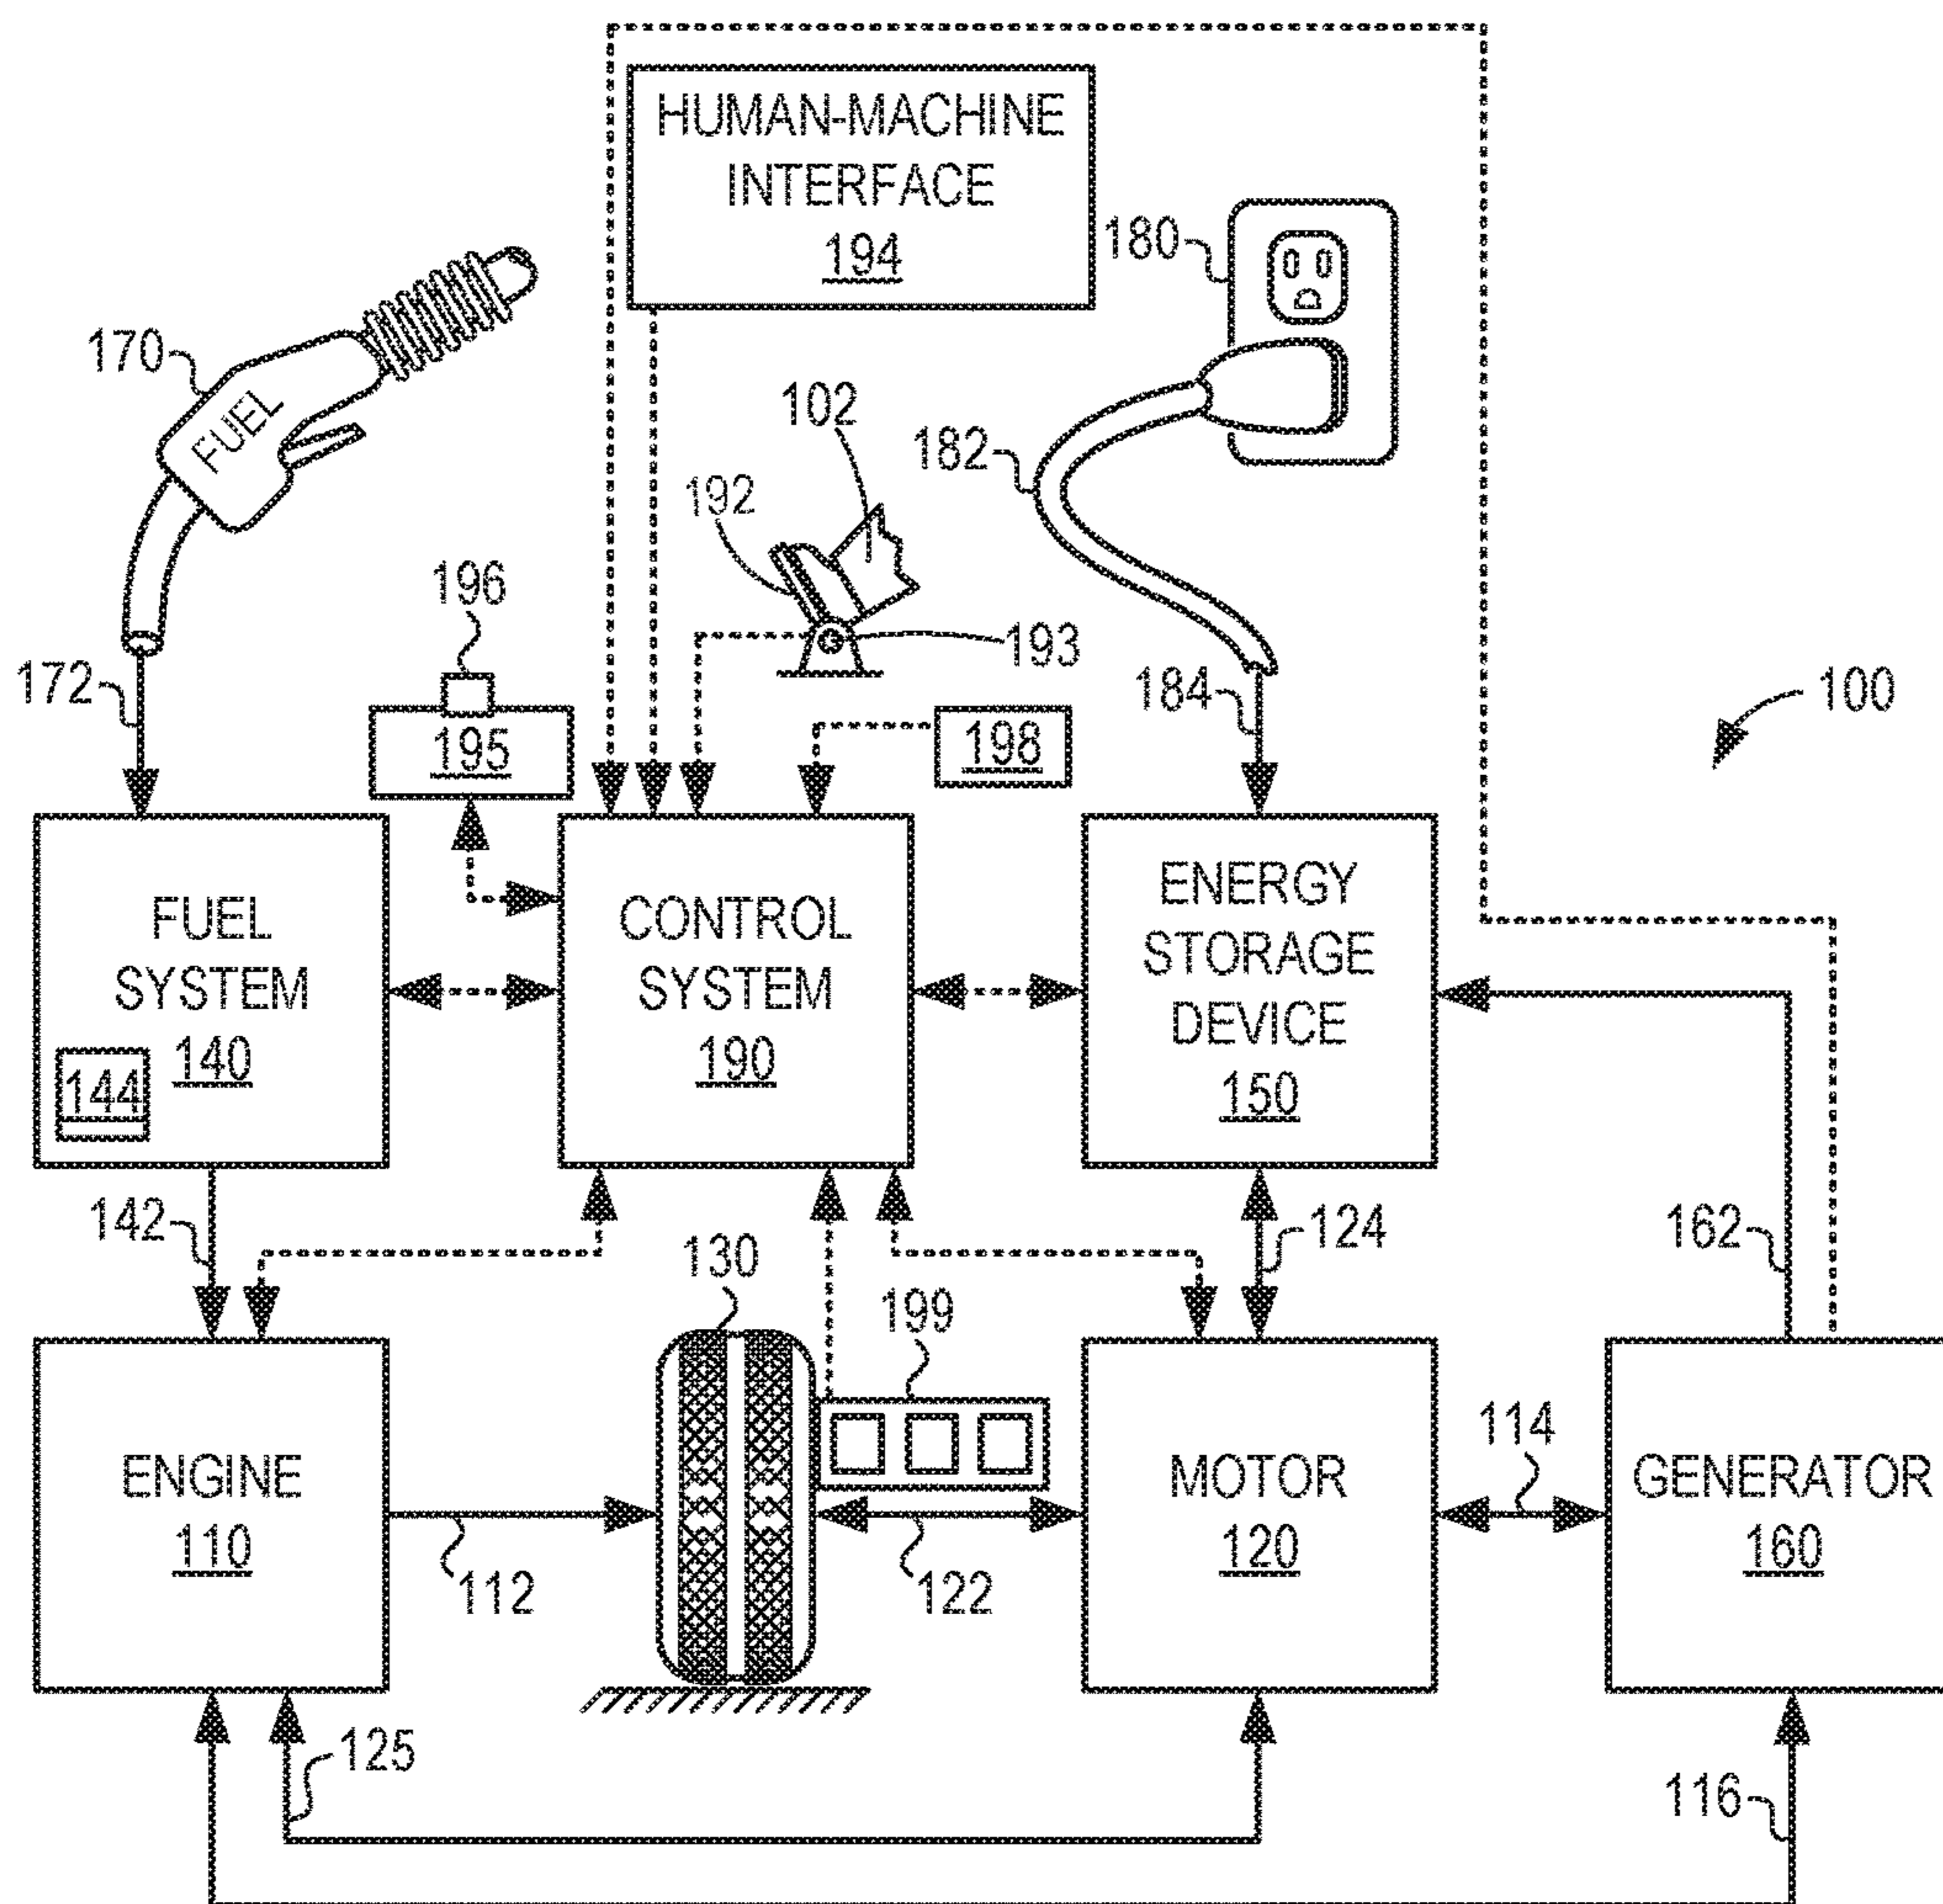 HUMAN-MACHINE
INTERFACE
194
180
170
FUEL
102
182
192
196
193
172
184
100
195
198
FUEL
SYSTEM
140
144
CONTROL
SYSTEM
190
ENERGY
STORAGE
DEVICE
150
142
130
124
162
199
ENGINE
110
MOTOR
120
114
GENERATOR
160
112
122
125
116